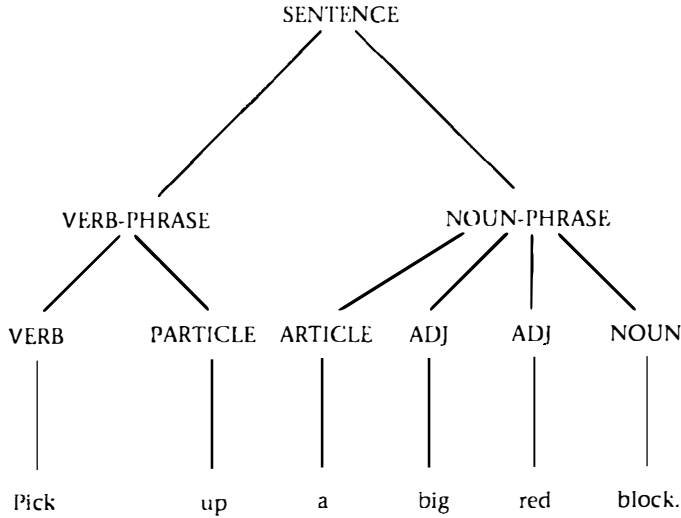 SENTENCE
VERB-PHRASE NOUN-PHRASE
VERB PARTICLE ARTICLE ADJ ADJ NOUN
Pick up a big red block.